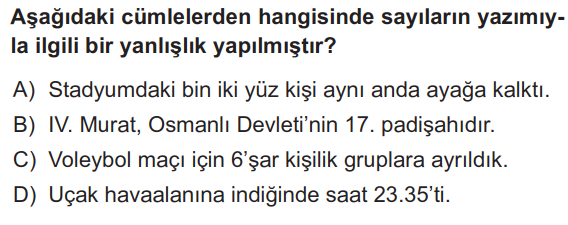 Aşağıdaki cümlelerden hangisinde sayıların yazımıy-
la ilgili bir yanlışlık yapılmıştır?
A) Stadyumdaki bin iki yüz kişi aynı anda ayağa kalktı.
B) IV. Murat, Osmanlı Devleti’nin 17. padişahıdır.
C) Voleybol maçı için 6’şar kişilik gruplara ayrıldık.
D) Uçak havaalanına indiğinde saat 23.35’ti.